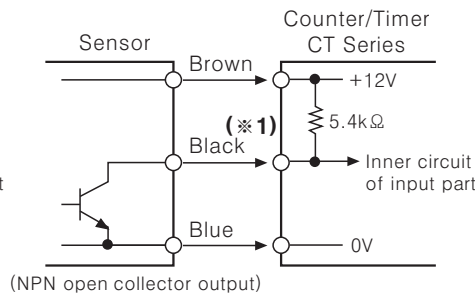 Counter/Timer
Sensor
CT Series
Brown
+12V
(※1)
5.4kΩ
Black
Inner circuit
of input part
t
Blue
0V
(NPN open collector output)